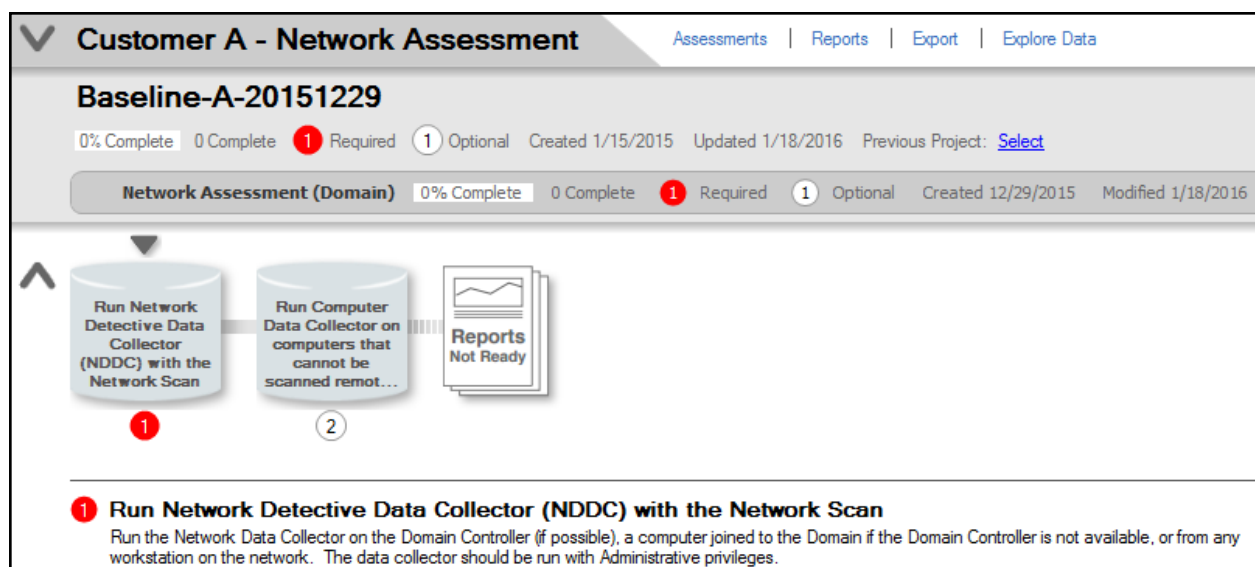 Customer A - Network Assessment
Assessments | Reports | Export | Explore Data
Baseline-A-20151229
0% Complete 0 Complete 1 Required 1 Optional Created 1/15/2015 Updated 1/18/2016 Previous Project: Select
Network Assessment (Domain) 0% Complete 0 Complete 1 Required 1 Optional Created 12/29/2015 Modified 1/18/2016
Run Network
Detective Data
Collector
(NDDC) with the
Network Scan
1
Run Computer
Data Collector on
computers that
cannot be
scanned remot...
2
Reports
Not Ready
1 Run Network Detective Data Collector (NDDC) with the Network Scan
Run the Network Data Collector on the Domain Controller (if possible), a computer joined to the Domain if the Domain Controller is not available, or from any
workstation on the network. The data collector should be run with Administrative privileges.